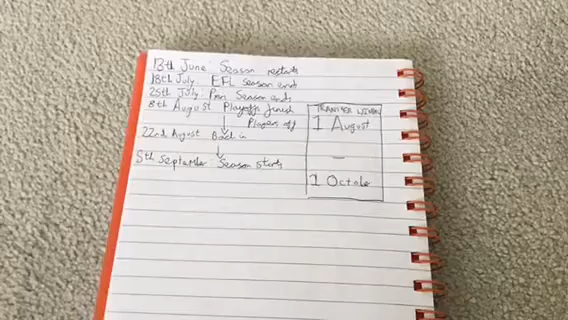 13th June: Season restarts
18th July: EFL season ends
25th July: Prem Season ends
8th August Playoffs finish
Players off
22nd August Back in
5th September: Season starts
TRANSFER WINDOW
1 August
—
1 October